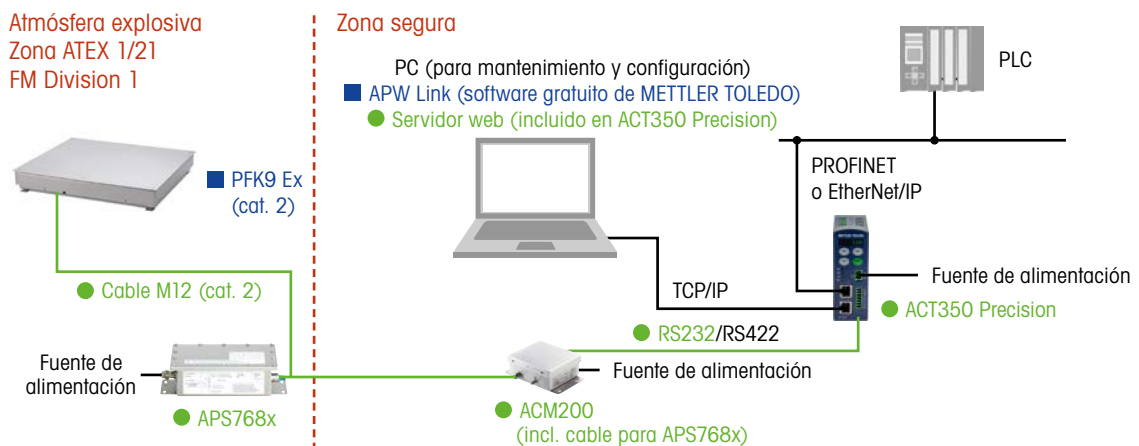 Atmósfera explosiva
Zona ATEX 1/21
FM Division 1
Zona segura
PC (para mantenimiento y configuración)
APW Link (software gratuito de METTLER TOLEDO)
Servidor web (incluido en ACT350 Precision)
PLC
PFK9 Ex
(cat. 2)
PROFINET
o EtherNet/IP
Cable M12 (cat. 2)
TCP/IP
Fuente de alimentación
ACT350 Precision
RS232/RS422
Fuente de
alimentación
Fuente de alimentación
APS768x
ACM200
(incl. cable para APS768x)